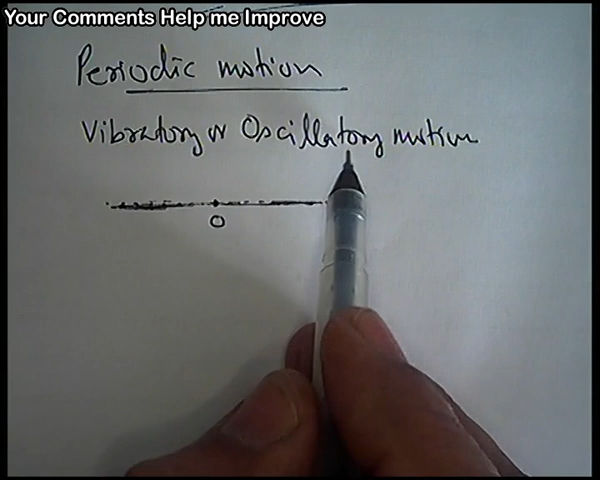 Your Comments Help me Improve
Periodic motion
Vibratory or Oscillatory motion
O